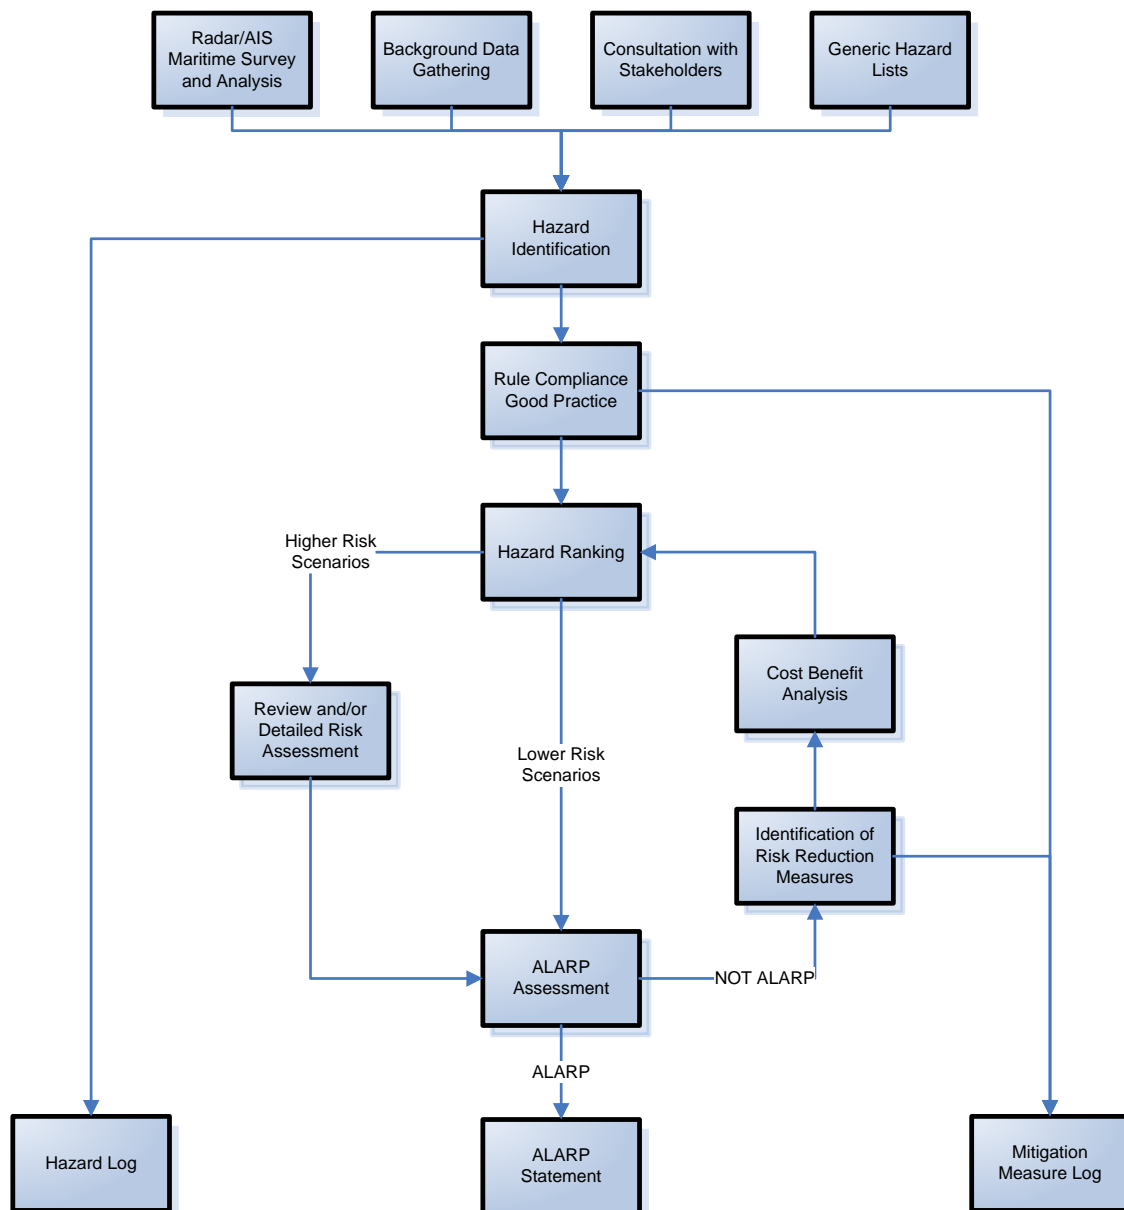 Radar/AIS
Maritime Survey
and Analysis
Background Data
Gathering
Consultation with
Stakeholders
Generic Hazard
Lists
Hazard
Identification
Rule Compliance
Good Practice
Higher Risk
Scenarios
Hazard Ranking
Cost Benefit
Analysis
Review and/or
Detailed Risk
Assessment
Lower Risk
Scenarios
Identification of
Risk Reduction
Measures
ALARP
Assessment
NOT ALARP
ALARP
Hazard Log
ALARP
Statement
Mitigation
Measure Log